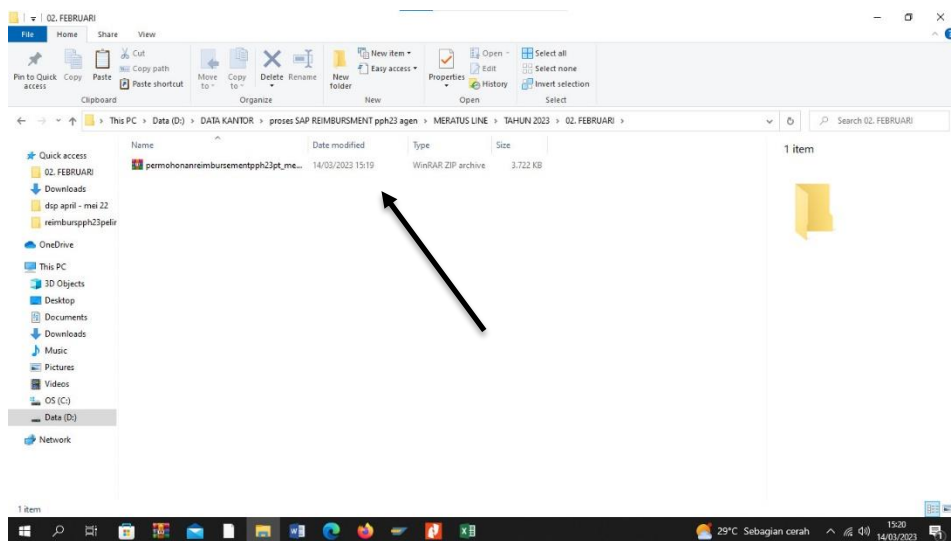 02. FEBRUARI
File Home Share View
Pin to Quick access
Copy
Paste
Cut
Copy path
Paste shortcut
Move to
Copy to
Delete
Rename
New folder
New item
Easy access
Properties
Open
Edit
History
Select all
Select none
Invert selection
Clipboard Organize New Open Select
This PC > Data (D:) > DATA KANTOR > proses SAP REIMBURSMENT pph23 agen > MERATUS LINE > TAHUN 2023 > 02. FEBRUARI >
Search 02. FEBRUARI
Name Date modified Type Size
permohonanreimbursementpph23pt_me... 14/03/2023 15:19 WinRAR ZIP archive 3.722 KB
1 item
Quick access
02. FEBRUARI
Downloads
dsp april - mei 22
reimburspph23pelir
OneDrive
This PC
3D Objects
Desktop
Documents
Downloads
Music
Pictures
Videos
OS (C:)
Data (D:)
Network
1 item
29°C Sebagian cerah
15:20
14/03/2023